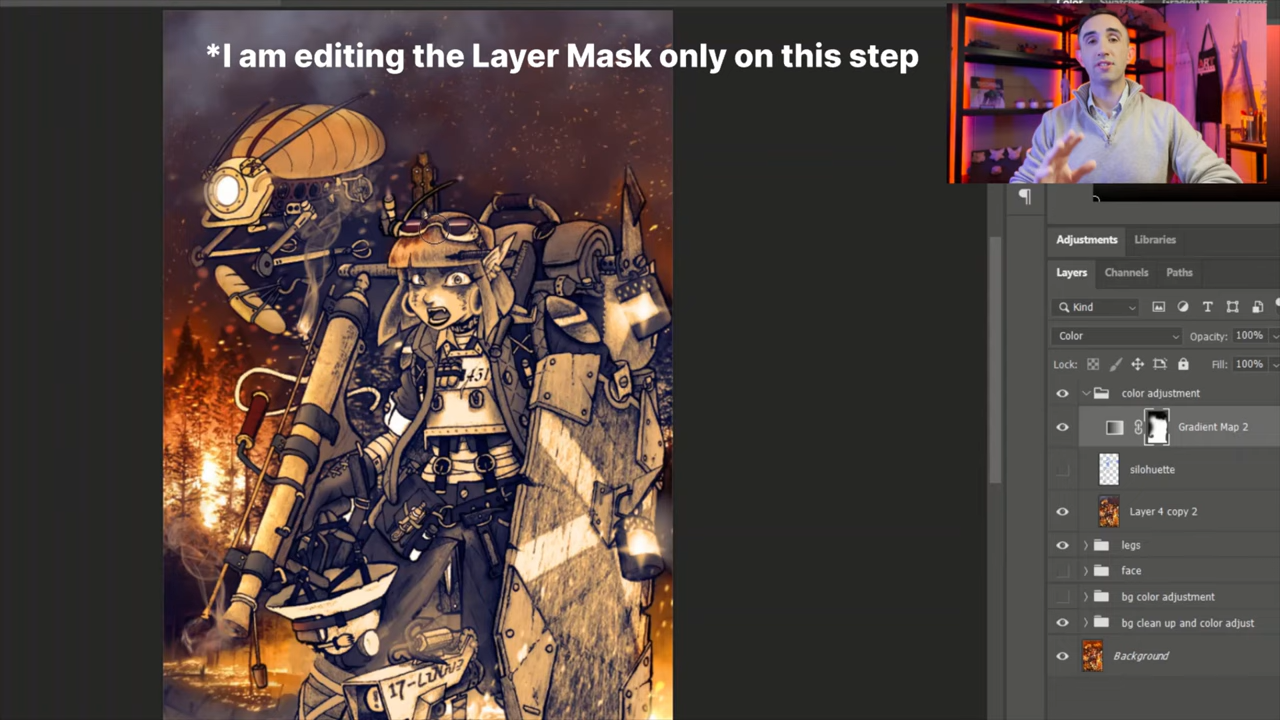 *I am editing the Layer Mask only on this step
Adjustments Libraries
Layers Channels Paths
Kind
Color Opacity: 100%
Lock: Fill: 100%
color adjustment
Gradient Map 2
silohuette
Layer 4 copy 2
legs
face
bg color adjustment
bg clean up and color adjust
Background